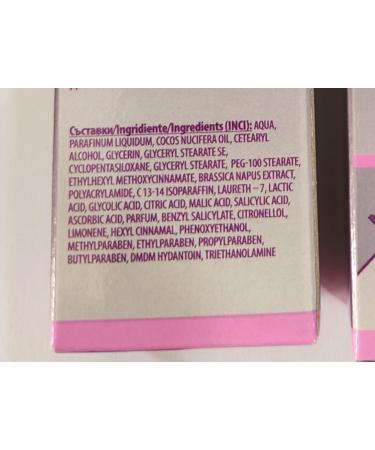 Съставки/Ingridiente/Ingredients (INCI): AQUA,
PARAFINUM LIQUIDUM, COCOS NUCIFERA OIL, CETEARYL
ALCOHOL, GLYCERIN, GLYCERYL STEARATE SE,
CYCLOPENTASILOXANE, GLYCERYL STEARATE, PEG-100 STEARATE,
ETHYLHEXYL METHOXYCINNAMATE, BRASSICA NAPUS EXTRACT,
POLYACRYLAMIDE, C 13-14 ISOPARAFFIN, LAURETH – 7, LACTIC
ACID, GLYCOLIC ACID, CITRIC ACID, MALIC ACID, SALICYLIC ACID,
ASCORBIC ACID, PARFUM, BENZYL SALICYLATE, CITRONELLOL,
LIMONENE, HEXYL CINNAMAL, PHENOXYETHANOL,
METHYLPARABEN, ETHYLPARABEN, PROPYLPARABEN,
BUTYLPARABEN, DMDM HYDANTOIN, TRIETHANOLAMINE